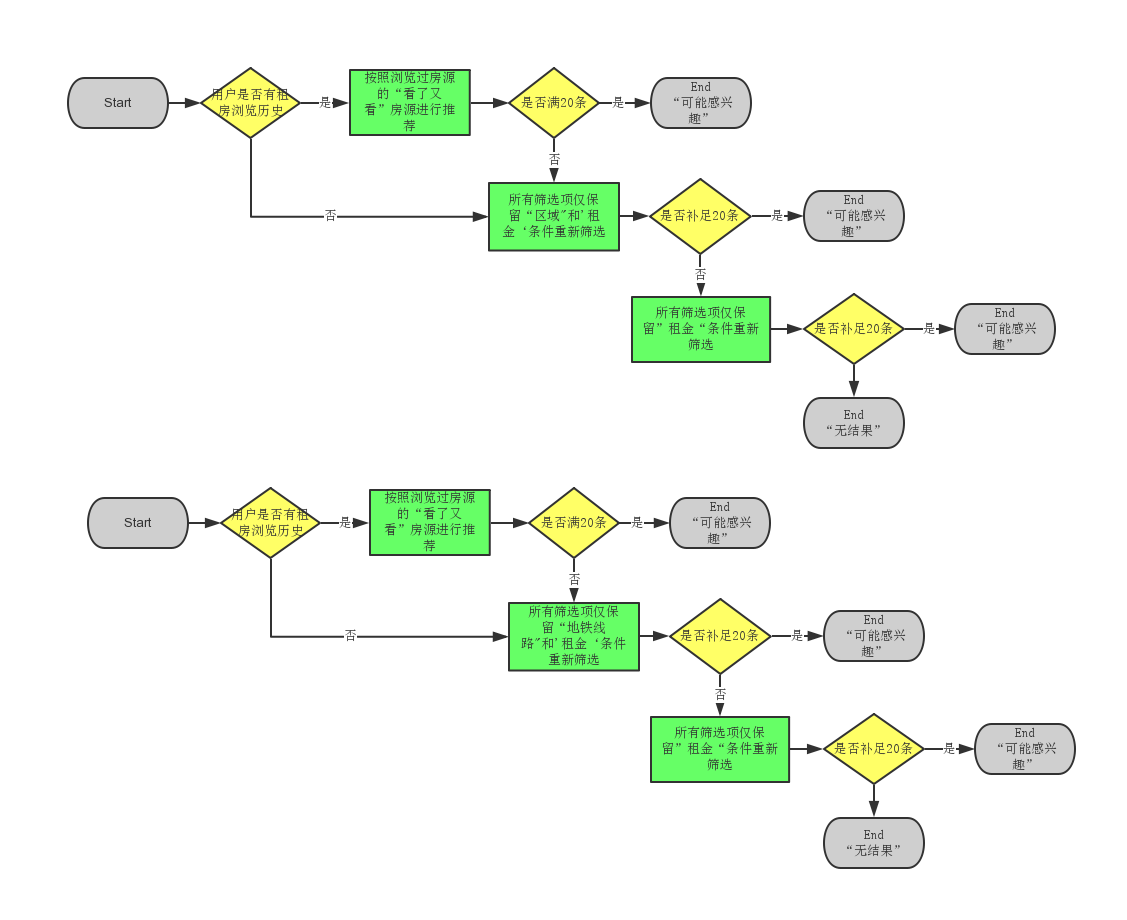 Start
用户是否有租
房浏览历史
是
按照浏览过房源
的“看了又
看”房源进行推
荐
是否满20条
是
End
“可能感兴
趣”
否
否
所有筛选项仅保
留“区域"和'租
金‘条件重新筛选
是否补足20条
是
End
“可能感兴
趣”
否
所有筛选项仅保
留”租金“条件重新
筛选
是否补足20条
是
End
“可能感兴
趣”
End
“无结果”
Start
用户是否有租
房浏览历史
是
按照浏览过房源
的“看了又
看”房源进行推
荐
是否满20条
是
End
“可能感兴
趣”
否
否
所有筛选项仅保
留“地铁线
路"和'租金‘条件
重新筛选
是否补足20条
是
End
“可能感兴
趣”
否
所有筛选项仅保
留”租金“条件重新
筛选
是否补足20条
是
End
“可能感兴
趣”
End
“无结果”